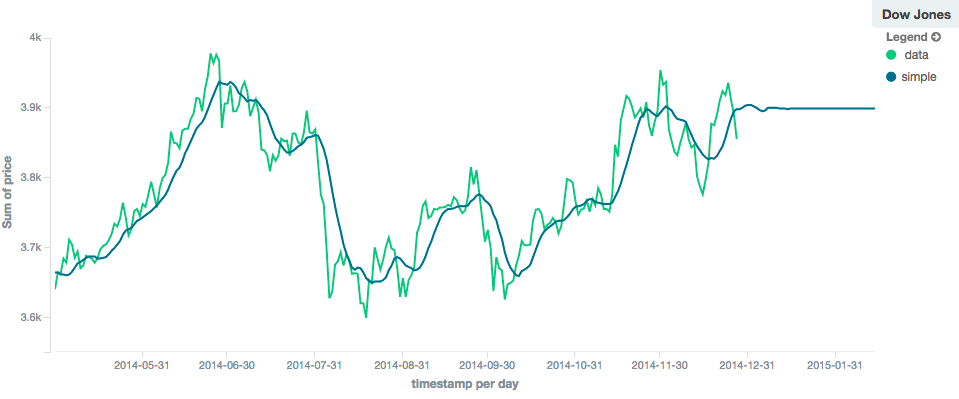 Dow Jones
Legend
data
simple
Sum of price
4k
3.9k
3.8k
3.7k
3.6k
2014-05-31 2014-06-30 2014-07-31 2014-08-31 2014-09-30 2014-10-31 2014-11-30 2014-12-31 2015-01-31
timestamp per day